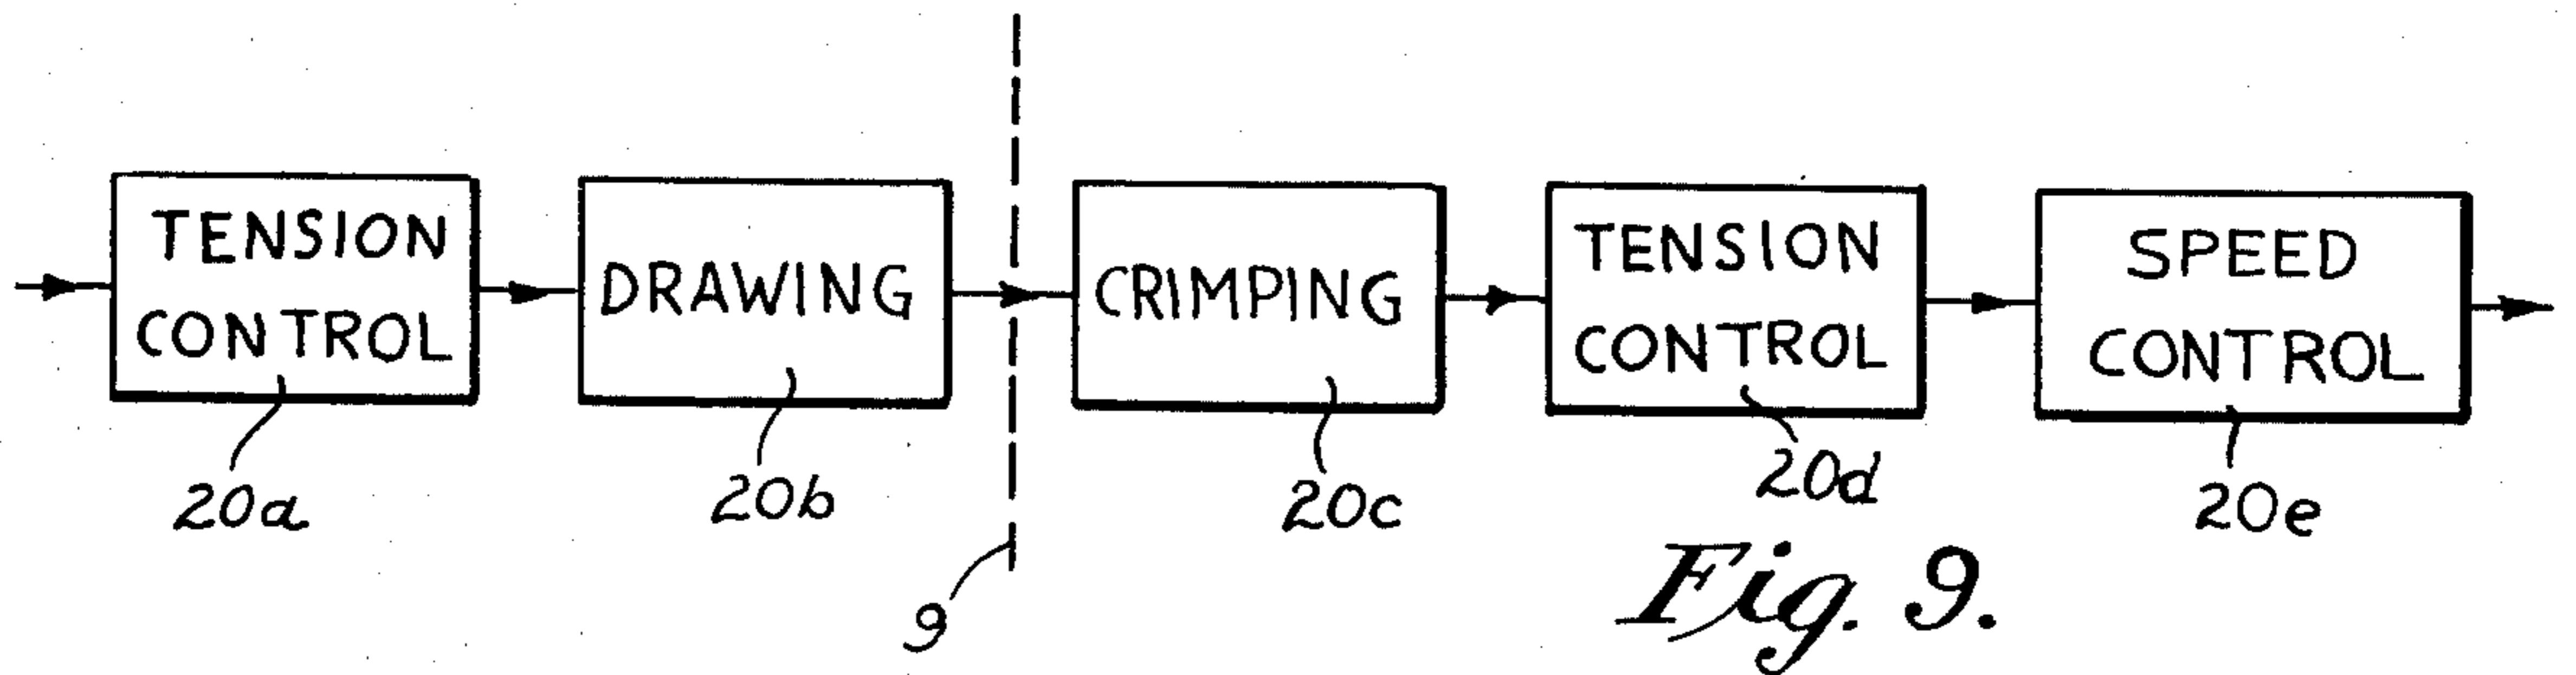 TENSION
CONTROL
DRAWING
CRIMPING
TENSION
CONTROL
SPEED
CONTROL
20a
20b
20c
20d
20e
9
Fig. 9.